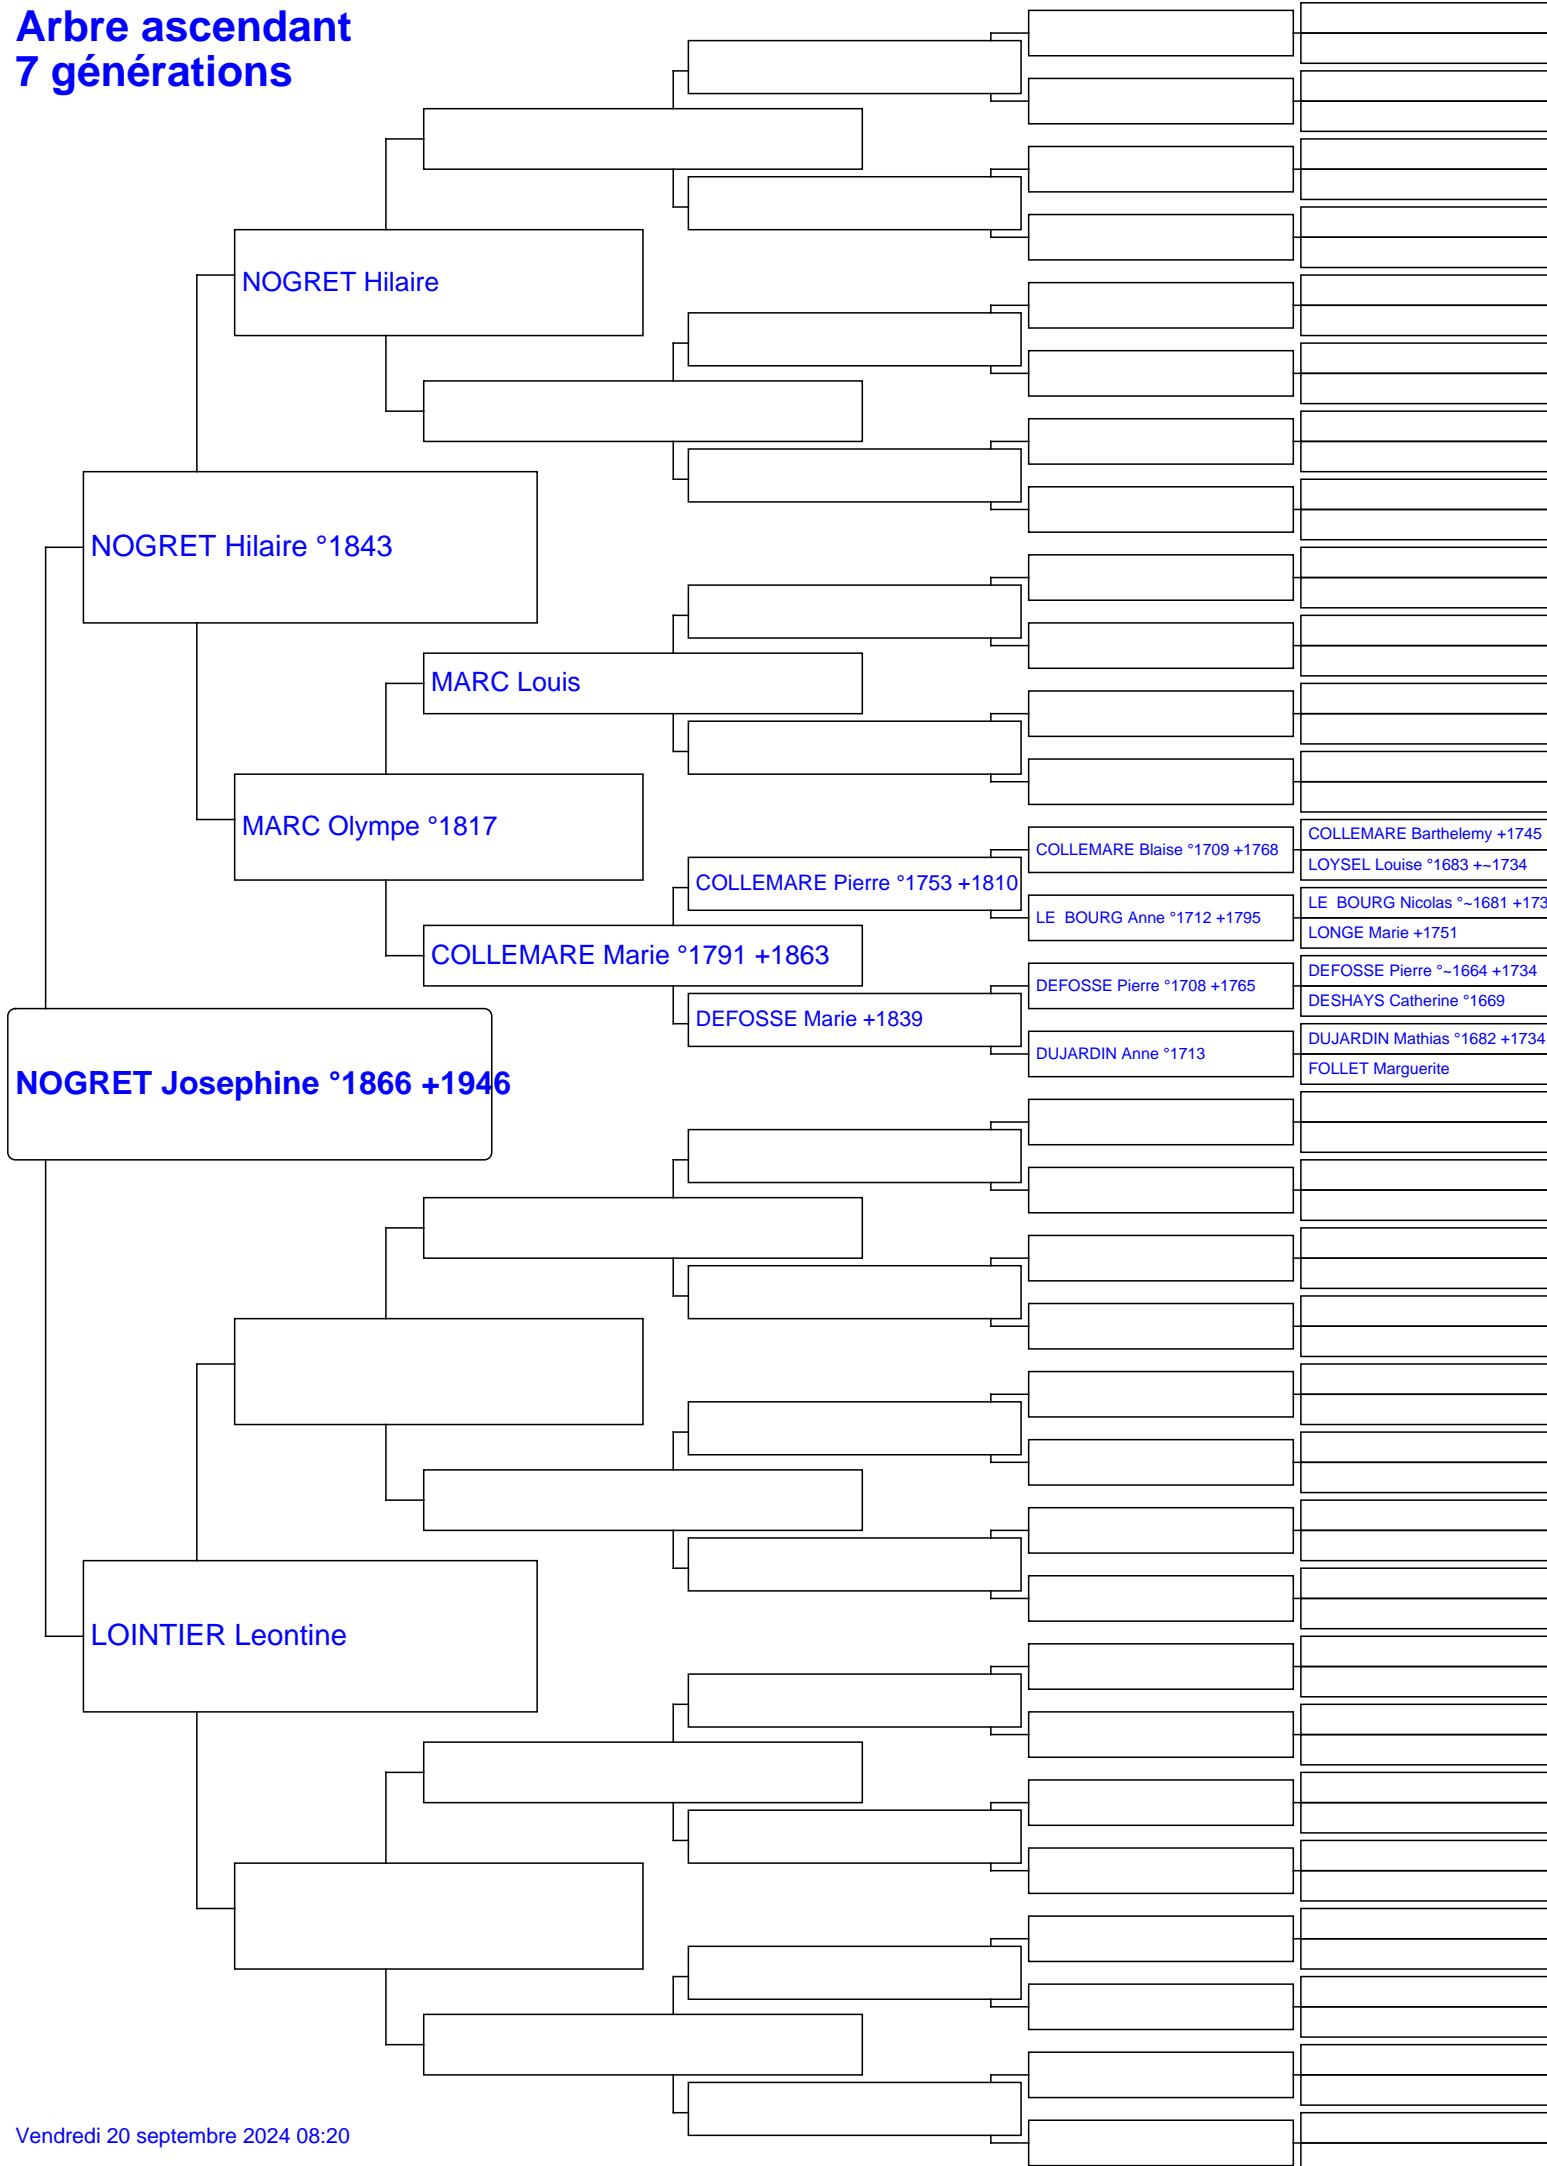 Arbre ascendant
7 générations
NOGRET Hilaire
NOGRET Hilaire °1843
MARC Louis
MARC Olympe °1817
COLLEMARE Barthelemy +1745
COLLEMARE Blaise °1709 +1768
LOYSEL Louise °1683 +~1734
COLLEMARE Pierre °1753 +1810
LE  BOURG Nicolas °~1681 +173
LE  BOURG Anne °1712 +1795
LONGE Marie +1751
COLLEMARE Marie °1791 +1863
DEFOSSE Pierre °~1664 +1734
DEFOSSE Pierre °1708 +1765
DESHAYS Catherine °1669
DEFOSSE Marie +1839
DUJARDIN Mathias °1682 +1734
DUJARDIN Anne °1713
FOLLET Marguerite
NOGRET Josephine °1866 +1946
LOINTIER Leontine
Vendredi 20 septembre 2024 08:20